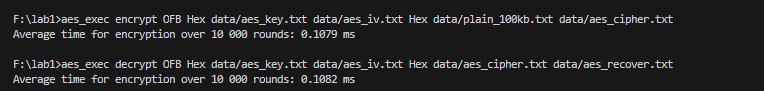 F:\lab1>aes_exec encrypt OFB Hex data/aes_key.txt data/aes_iv.txt Hex data/plain_100kb.txt data/aes_cipher.txt
Average time for encryption over 10 000 rounds: 0.1079 ms
F:\lab1>aes_exec decrypt OFB Hex data/aes_key.txt data/aes_iv.txt Hex data/aes_cipher.txt data/aes_recover.txt
Average time for encryption over 10 000 rounds: 0.1082 ms